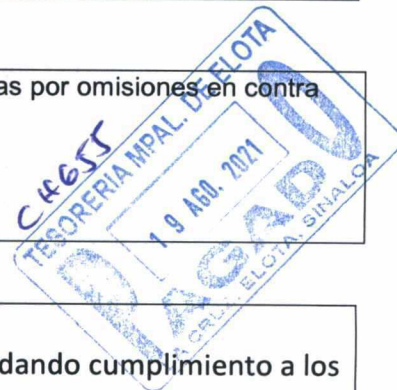 as por omisiones en contra
CH655
TESORERIA MPAL. DE ELOTA
19 AGO. 2021
PAGADO
CRUZ, ELOTA, SINALOA
dando cumplimiento a los